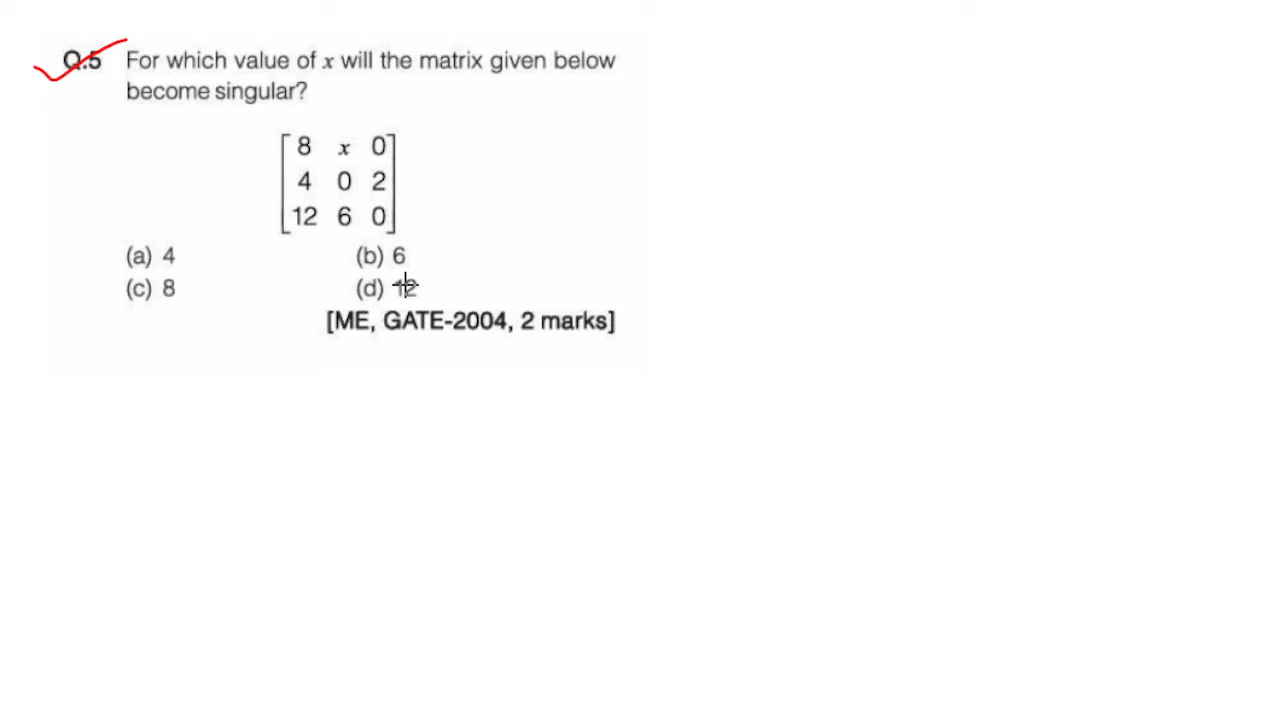 Q.5 For which value of x will the matrix given below
become singular?
8 x 0
4 0 2
12 6 0
(a) 4 (b) 6
(c) 8 (d) 12
[ME, GATE-2004, 2 marks]